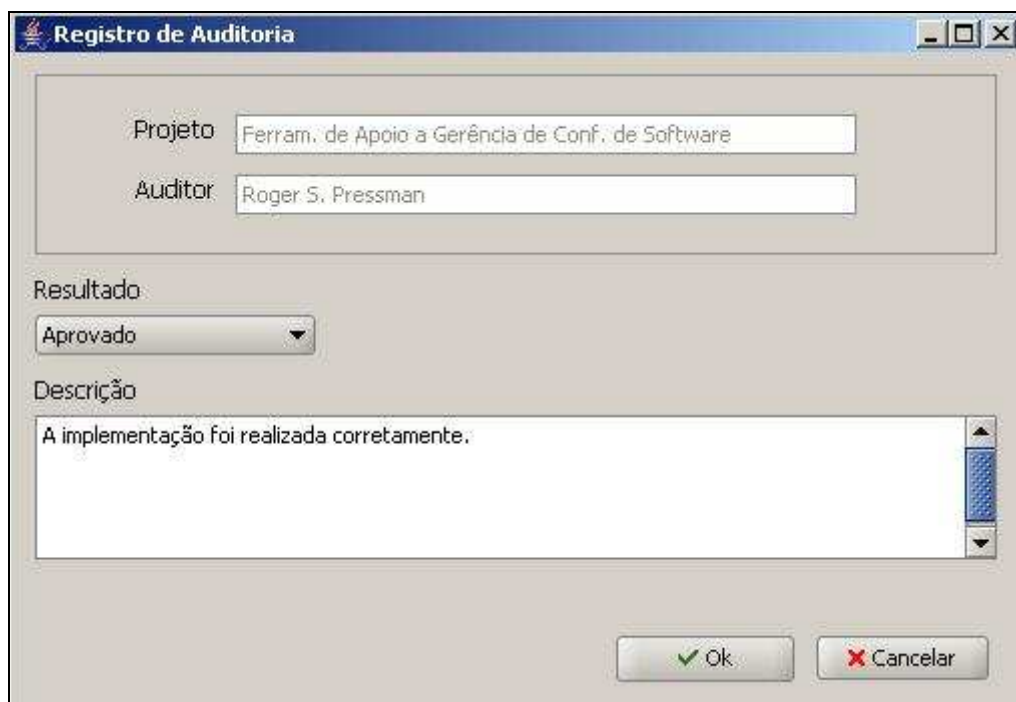 Registro de Auditoria
Projeto
Ferram. de Apoio a Gerência de Conf. de Software
Auditor
Roger S. Pressman
Resultado
Aprovado
Descrição
A implementação foi realizada corretamente.
Ok
Cancelar